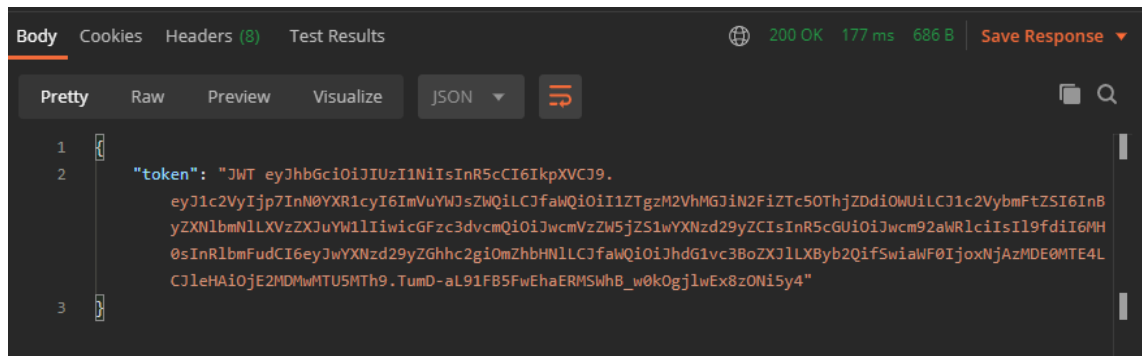 Body Cookies Headers (8) Test Results 200 OK 177 ms 686 B Save Response
Pretty Raw Preview Visualize JSON
1 {
2 "token": "JWT eyJhbGciOiJIUzI1NiIsInR5cCI6IkpXVCJ9.
eyJ1c2VyIjp7InN0YXR1cyI6ImVuYWJsZWQiLCJfaWQiOiI1ZTgzM2VhMGJiN2FiZTc5OThjZDdiOWUiLCJ1c2VybmFtZSI6InB
yZXNlbmNlLXVzZXJuYW1lIiwicGFzc3dvcmQiOiJwcmVzZW5jZS1wYXNzd29yZCIsInR5cGUiOiJwcm92aWRlciIsIl9fdiI6MH
0sInRlbmFudCI6eyJwYXNzd29yZGhhc2giOmZhbHNlLCJfaWQiOiJhdG1vc3BoZXJlLXByb2QifSwiaWF0IjoxNjAzMDE0MTE4L
CJleHAiOjE2MDMwMTU5MTh9.TumD-aL91FB5FwEhaERMSWhB_w0kOgjlwEx8zONi5y4"
3 }